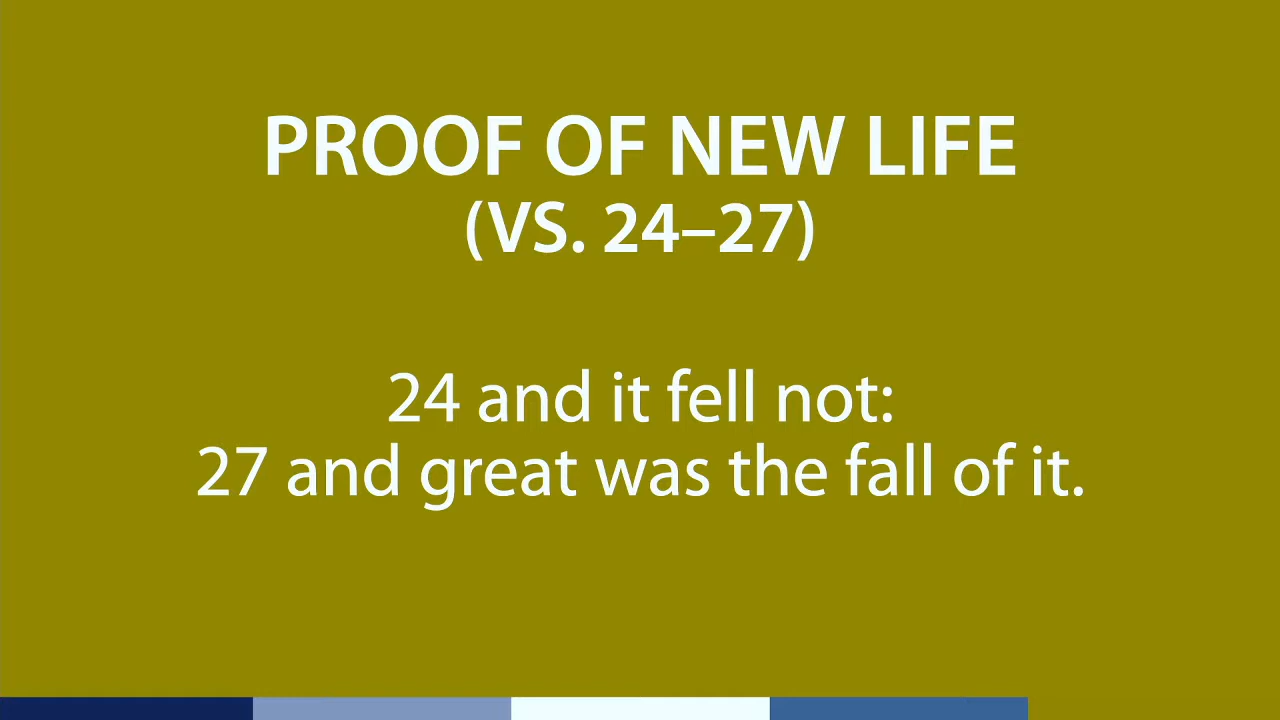 PROOF OF NEW LIFE
(VS. 24–27)
24 and it fell not:
27 and great was the fall of it.